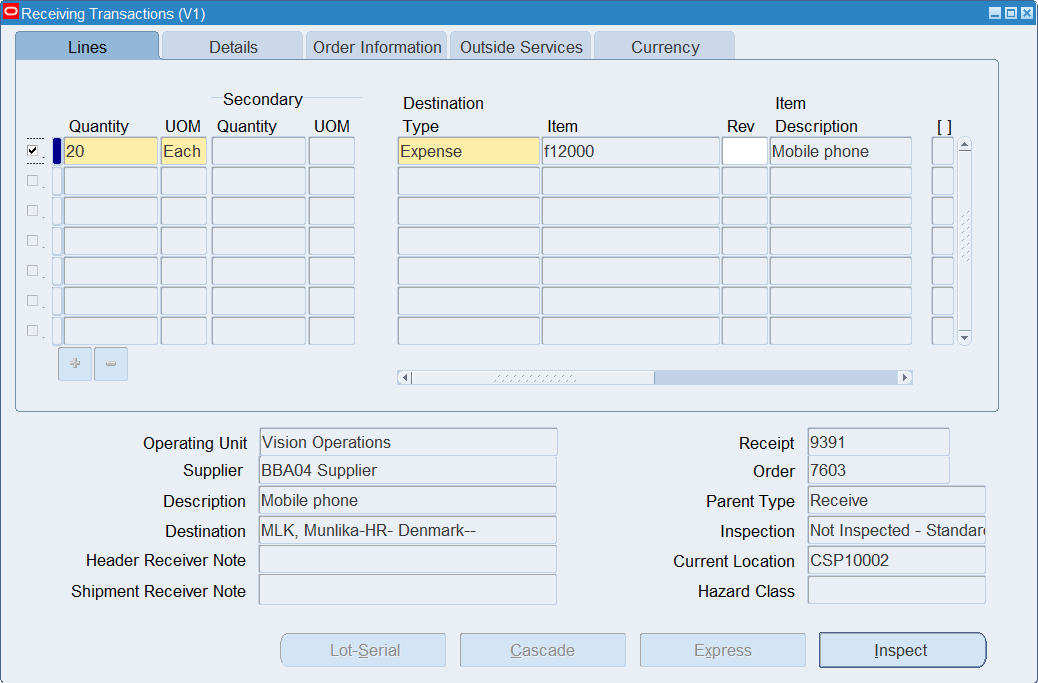 Receiving Transactions (V1)
Lines Details Order Information Outside Services Currency
Secondary Destination Item
Quantity UOM Quantity UOM Type Item Rev Description [ ]
20 Each Expense f12000 Mobile phone
Operating Unit Vision Operations Receipt 9391
Supplier BBA04 Supplier Order 7603
Description Mobile phone Parent Type Receive
Destination MLK, Munlika-HR- Denmark-- Inspection Not Inspected - Standar
Header Receiver Note Current Location CSP10002
Shipment Receiver Note Hazard Class
Lot-Serial Cascade Express Inspect